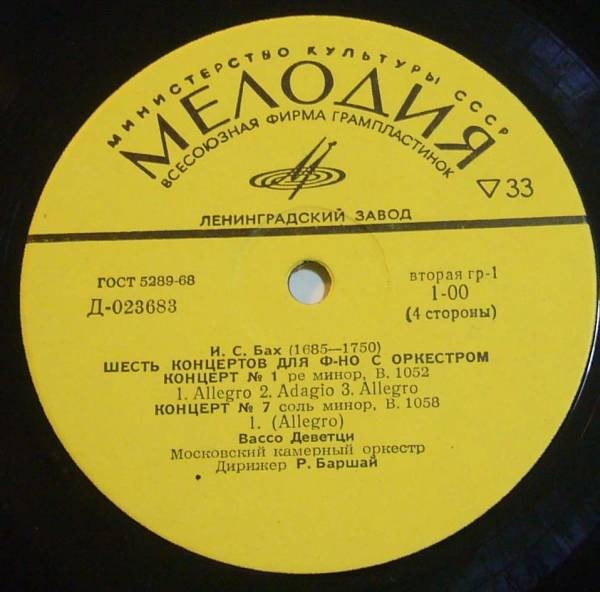 МИНИСТЕРСТВО КУЛЬТУРЫ СССР
МЕЛОДИЯ
ВСЕСОЮЗНАЯ ФИРМА ГРАМПЛАСТИНОК
33
ЛЕНИНГРАДСКИЙ ЗАВОД
ГОСТ 5289-68
Д-023683
вторая гр-1
1-00
(4 стороны)
И. С. Бах (1685—1750)
ШЕСТЬ КОНЦЕРТОВ ДЛЯ Ф-НО С ОРКЕСТРОМ
КОНЦЕРТ № 1 ре минор, В. 1052
1. Allegro 2. Adagio 3. Allegro
КОНЦЕРТ № 7 соль минор, В. 1058
1. (Allegro)
Вассо Деветци
Московский камерный оркестр
Дирижер Р. Баршай